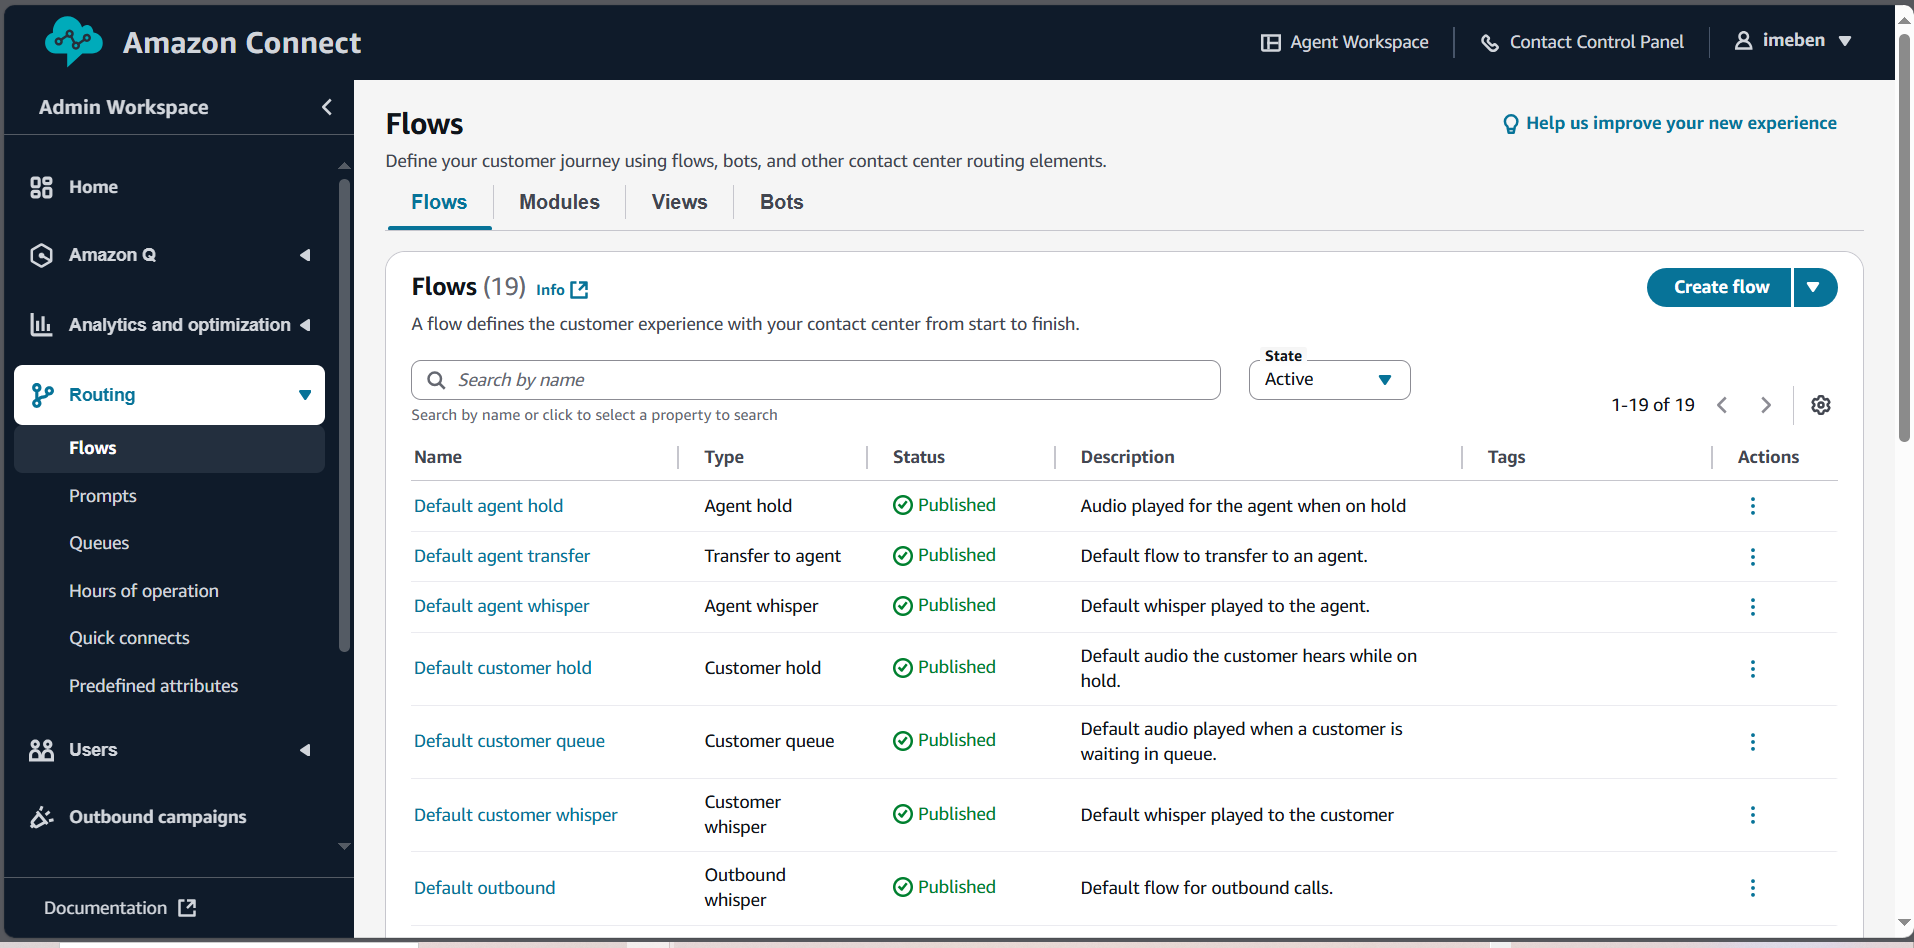 Amazon Connect
Agent Workspace
Contact Control Panel
imeben
Admin Workspace
Home
Amazon Q
Analytics and optimization
Routing
Flows
Prompts
Queues
Hours of operation
Quick connects
Predefined attributes
Users
Outbound campaigns
Documentation
Flows
Help us improve your new experience
Define your customer journey using flows, bots, and other contact center routing elements.
Flows Modules Views Bots
Flows (19) Info
Create flow
A flow defines the customer experience with your contact center from start to finish.
Search by name
State
Active
Search by name or click to select a property to search
1-19 of 19
Name Type Status Description Tags Actions
Default agent hold Agent hold Published Audio played for the agent when on hold
Default agent transfer Transfer to agent Published Default flow to transfer to an agent.
Default agent whisper Agent whisper Published Default whisper played to the agent.
Default customer hold Customer hold Published Default audio the customer hears while on
hold.
Default customer queue Customer queue Published Default audio played when a customer is
waiting in queue.
Default customer whisper Customer
whisper Published Default whisper played to the customer
Default outbound Outbound
whisper Published Default flow for outbound calls.